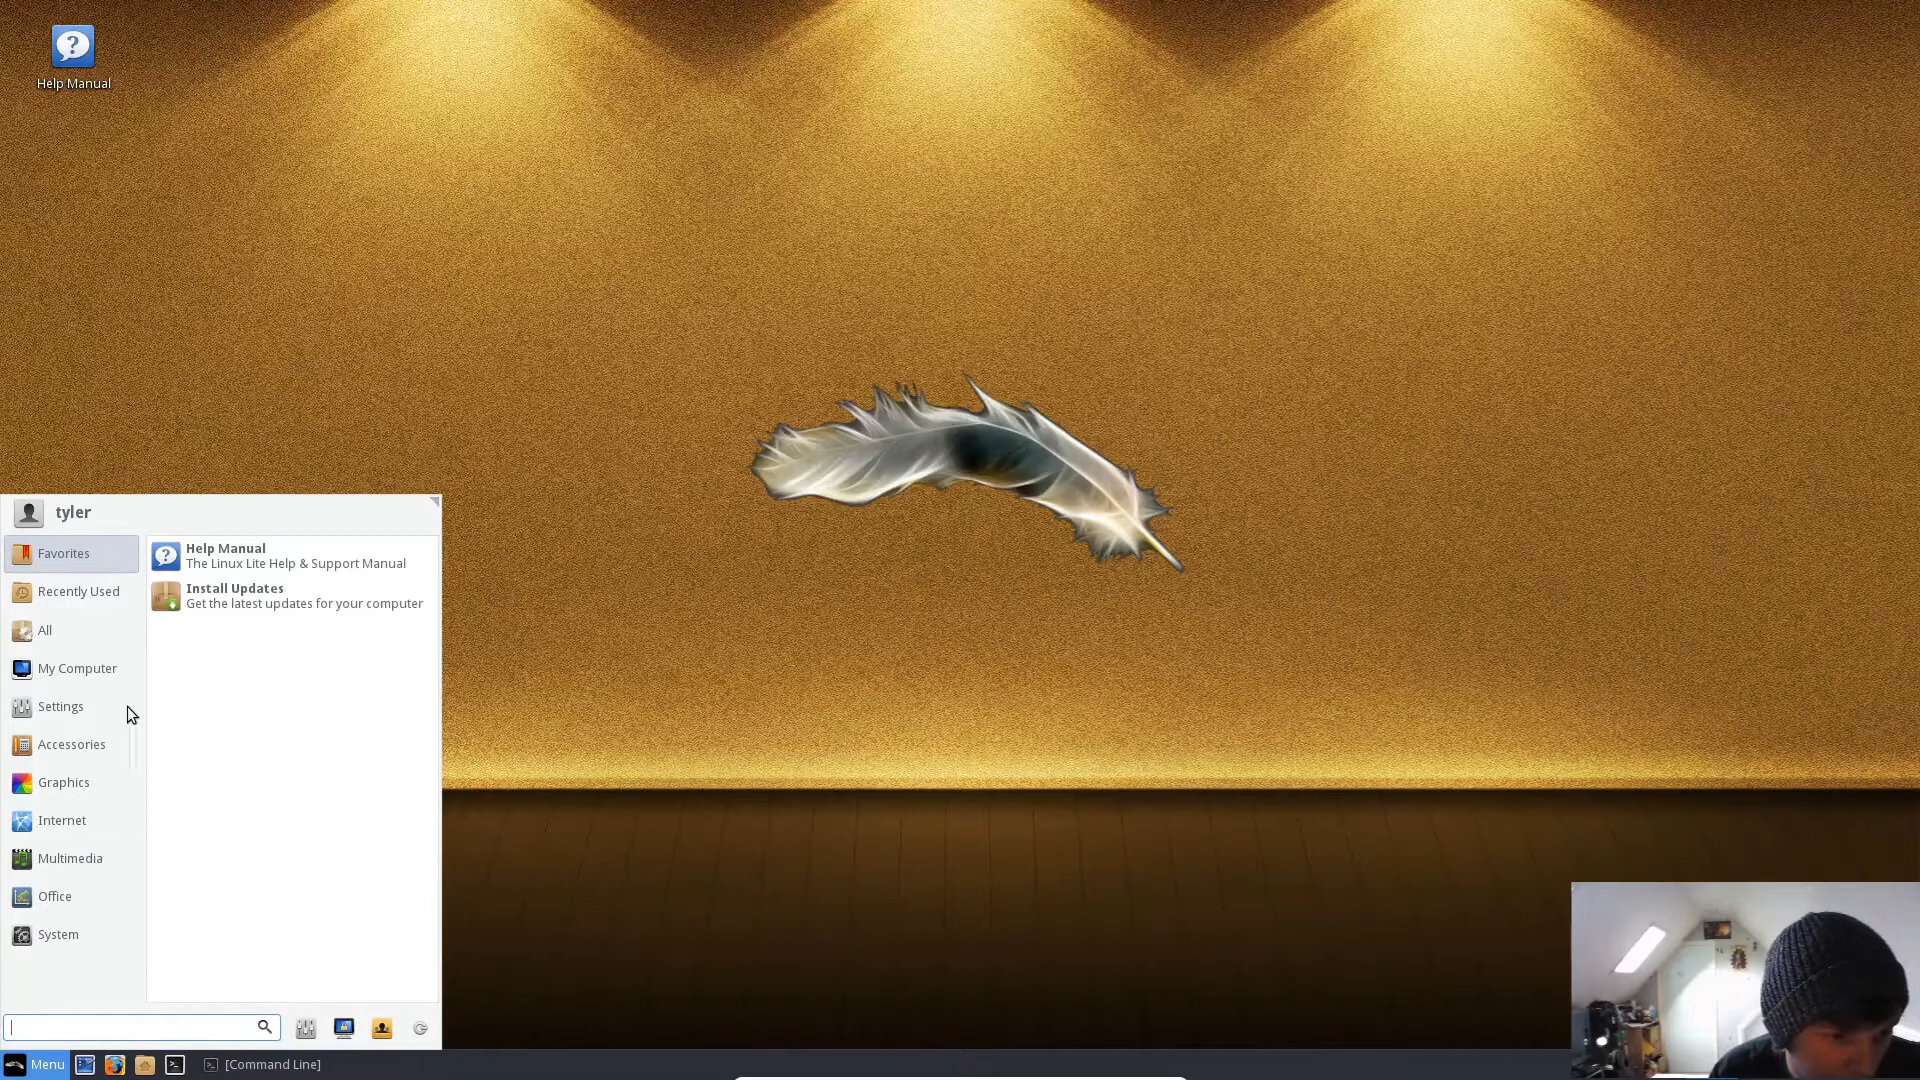 Help Manual
tyler
Favorites
Recently Used
All
My Computer
Settings
Accessories
Graphics
Internet
Multimedia
Office
System
Help Manual
The Linux Lite Help & Support Manual
Install Updates
Get the latest updates for your computer
Menu
[Command Line]